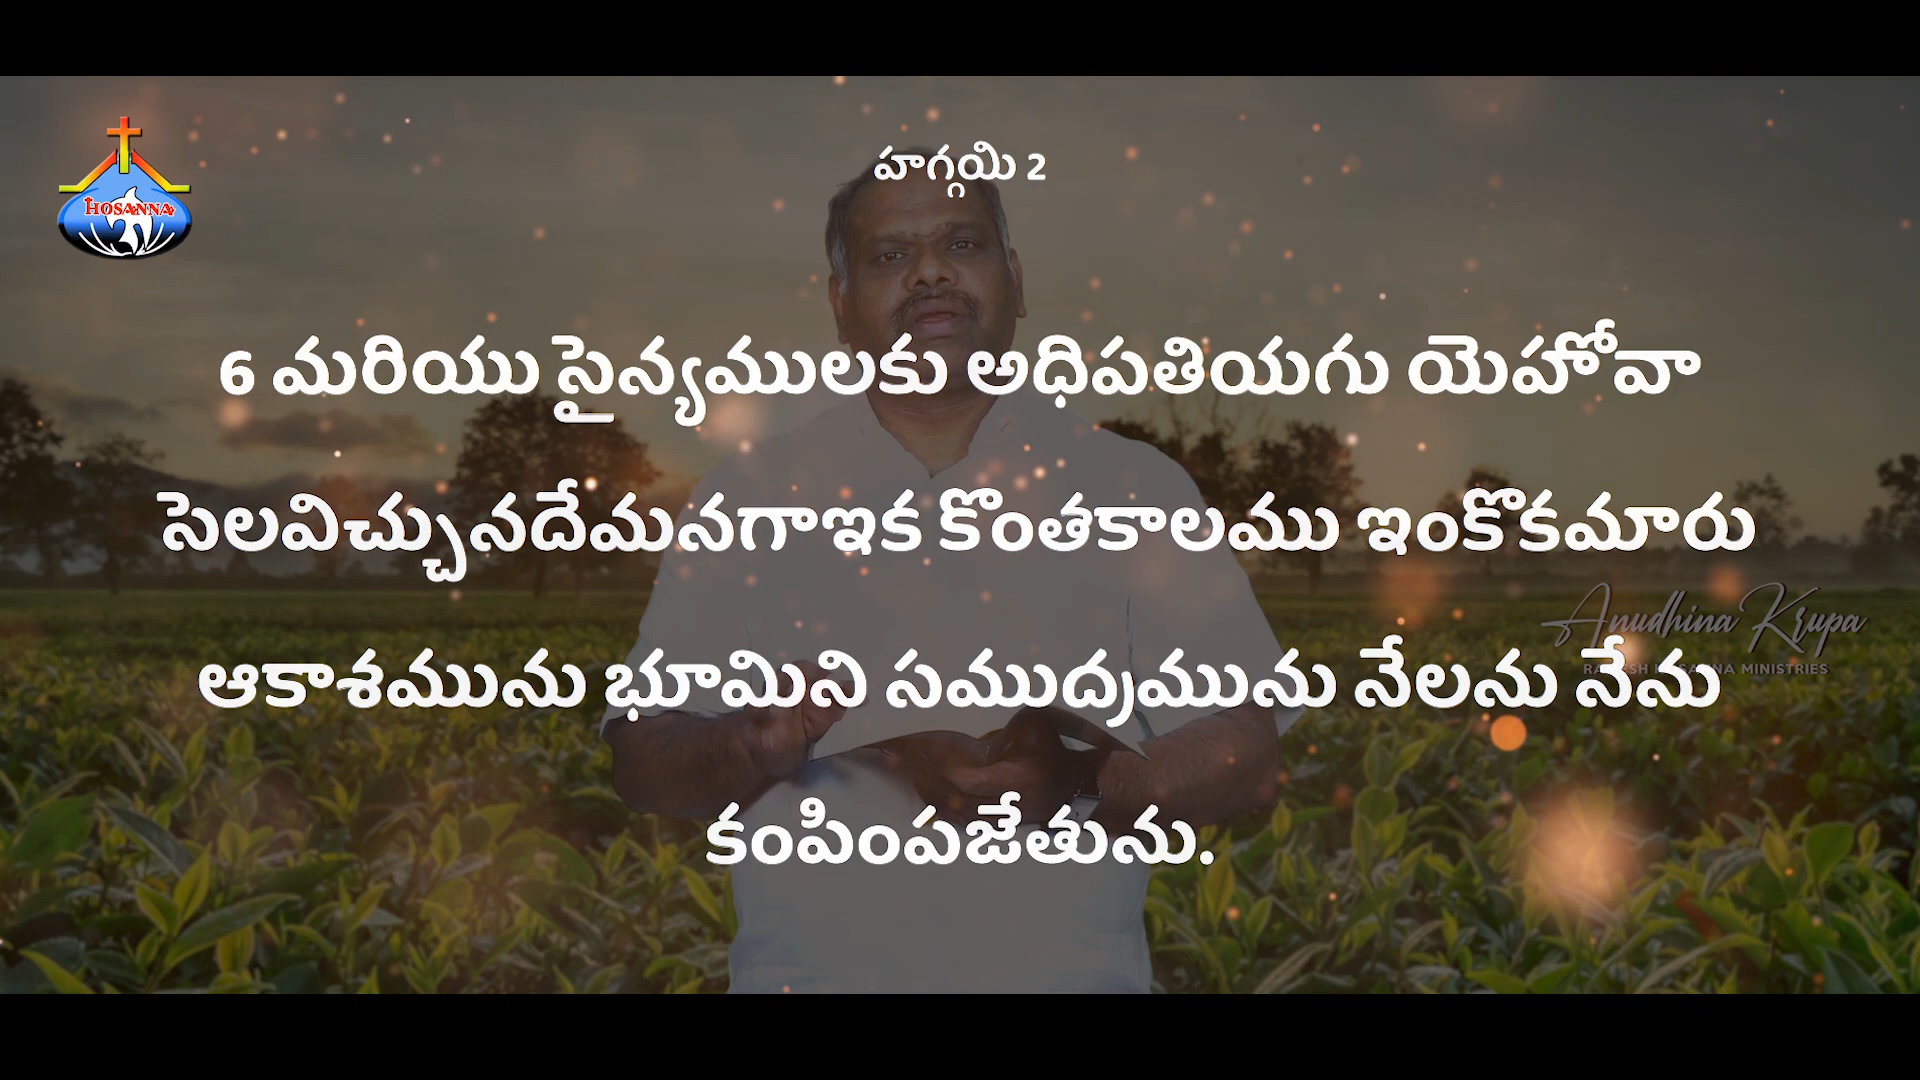 హగ్గయి 2
HOSANNA
6 మరియు సైన్యములకు అధిపతియగు యెహోవా
సెలవిచ్చునదేమనగాఇక కొంతకాలము ఇంకొకమారు
ఆకాశమును భూమిని సముద్రమును నేలను నేను
కంపింపజేతును.
Anudhina Krupa
MINISTRIES